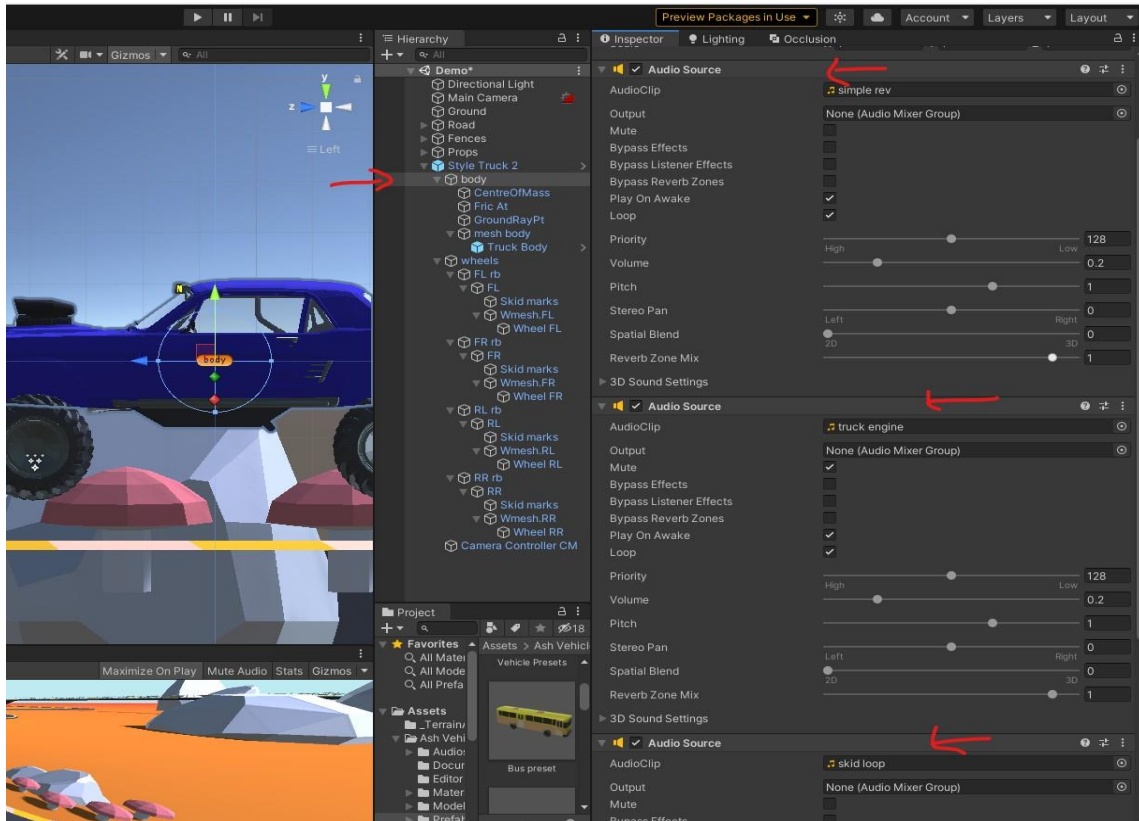 Preview Packages in Use
Account
Layers
Layout
Hierarchy
Inspector
Lighting
Occlusion
Gizmos
All
All
Demo*
Directional Light
Main Camera
Ground
Road
Fences
Props
Style Truck 2
body
CentreOfMass
Fric At
GroundRayPt
mesh body
Truck Body
wheels
FL rb
FL
Skid marks
Wmesh.FL
Wheel FL
FR rb
FR
Skid marks
Wmesh.FR
Wheel FR
RL rb
RL
Skid marks
Wmesh.RL
Wheel RL
RR rb
RR
Skid marks
Wmesh.RR
Wheel RR
Camera Controller CM
y
z
Left
body
Maximize On Play Mute Audio Stats Gizmos
Project
18
Favorites
All Mater
All Mode
All Prefa
Assets
_Terrain
Ash Vehi
Audio
Docur
Editor
Mater
Model
Prefab
Assets > Ash Vehicl
Vehicle Presets
Bus preset
Audio Source
AudioClip simple rev
Output None (Audio Mixer Group)
Mute
Bypass Effects
Bypass Listener Effects
Bypass Reverb Zones
Play On Awake
Loop
Priority 128
High Low
Volume 0.2
Pitch 1
Stereo Pan 0
Left Right
Spatial Blend 0
2D 3D
Reverb Zone Mix 1
3D Sound Settings
Audio Source
AudioClip truck engine
Output None (Audio Mixer Group)
Mute
Bypass Effects
Bypass Listener Effects
Bypass Reverb Zones
Play On Awake
Loop
Priority 128
High Low
Volume 0.2
Pitch 1
Stereo Pan 0
Left Right
Spatial Blend 0
2D 3D
Reverb Zone Mix 1
3D Sound Settings
Audio Source
AudioClip skid loop
Output None (Audio Mixer Group)
Mute
Bypass Effects